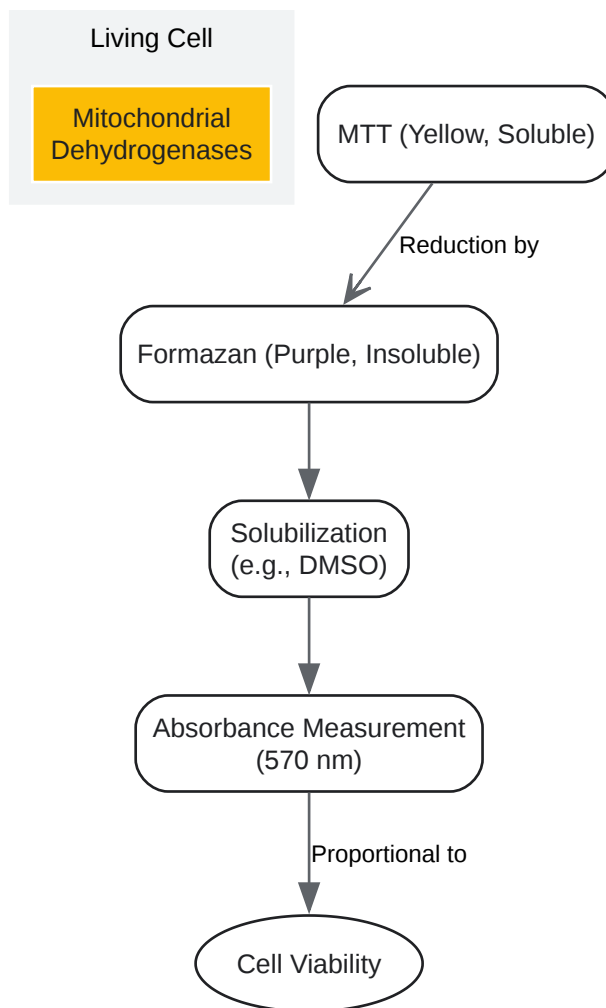 Living Cell
Mitochondrial
Dehydrogenases
MTT (Yellow, Soluble)
Reduction by
Formazan (Purple, Insoluble)
Solubilization
(e.g., DMSO)
Absorbance Measurement
(570 nm)
Proportional to
Cell Viability